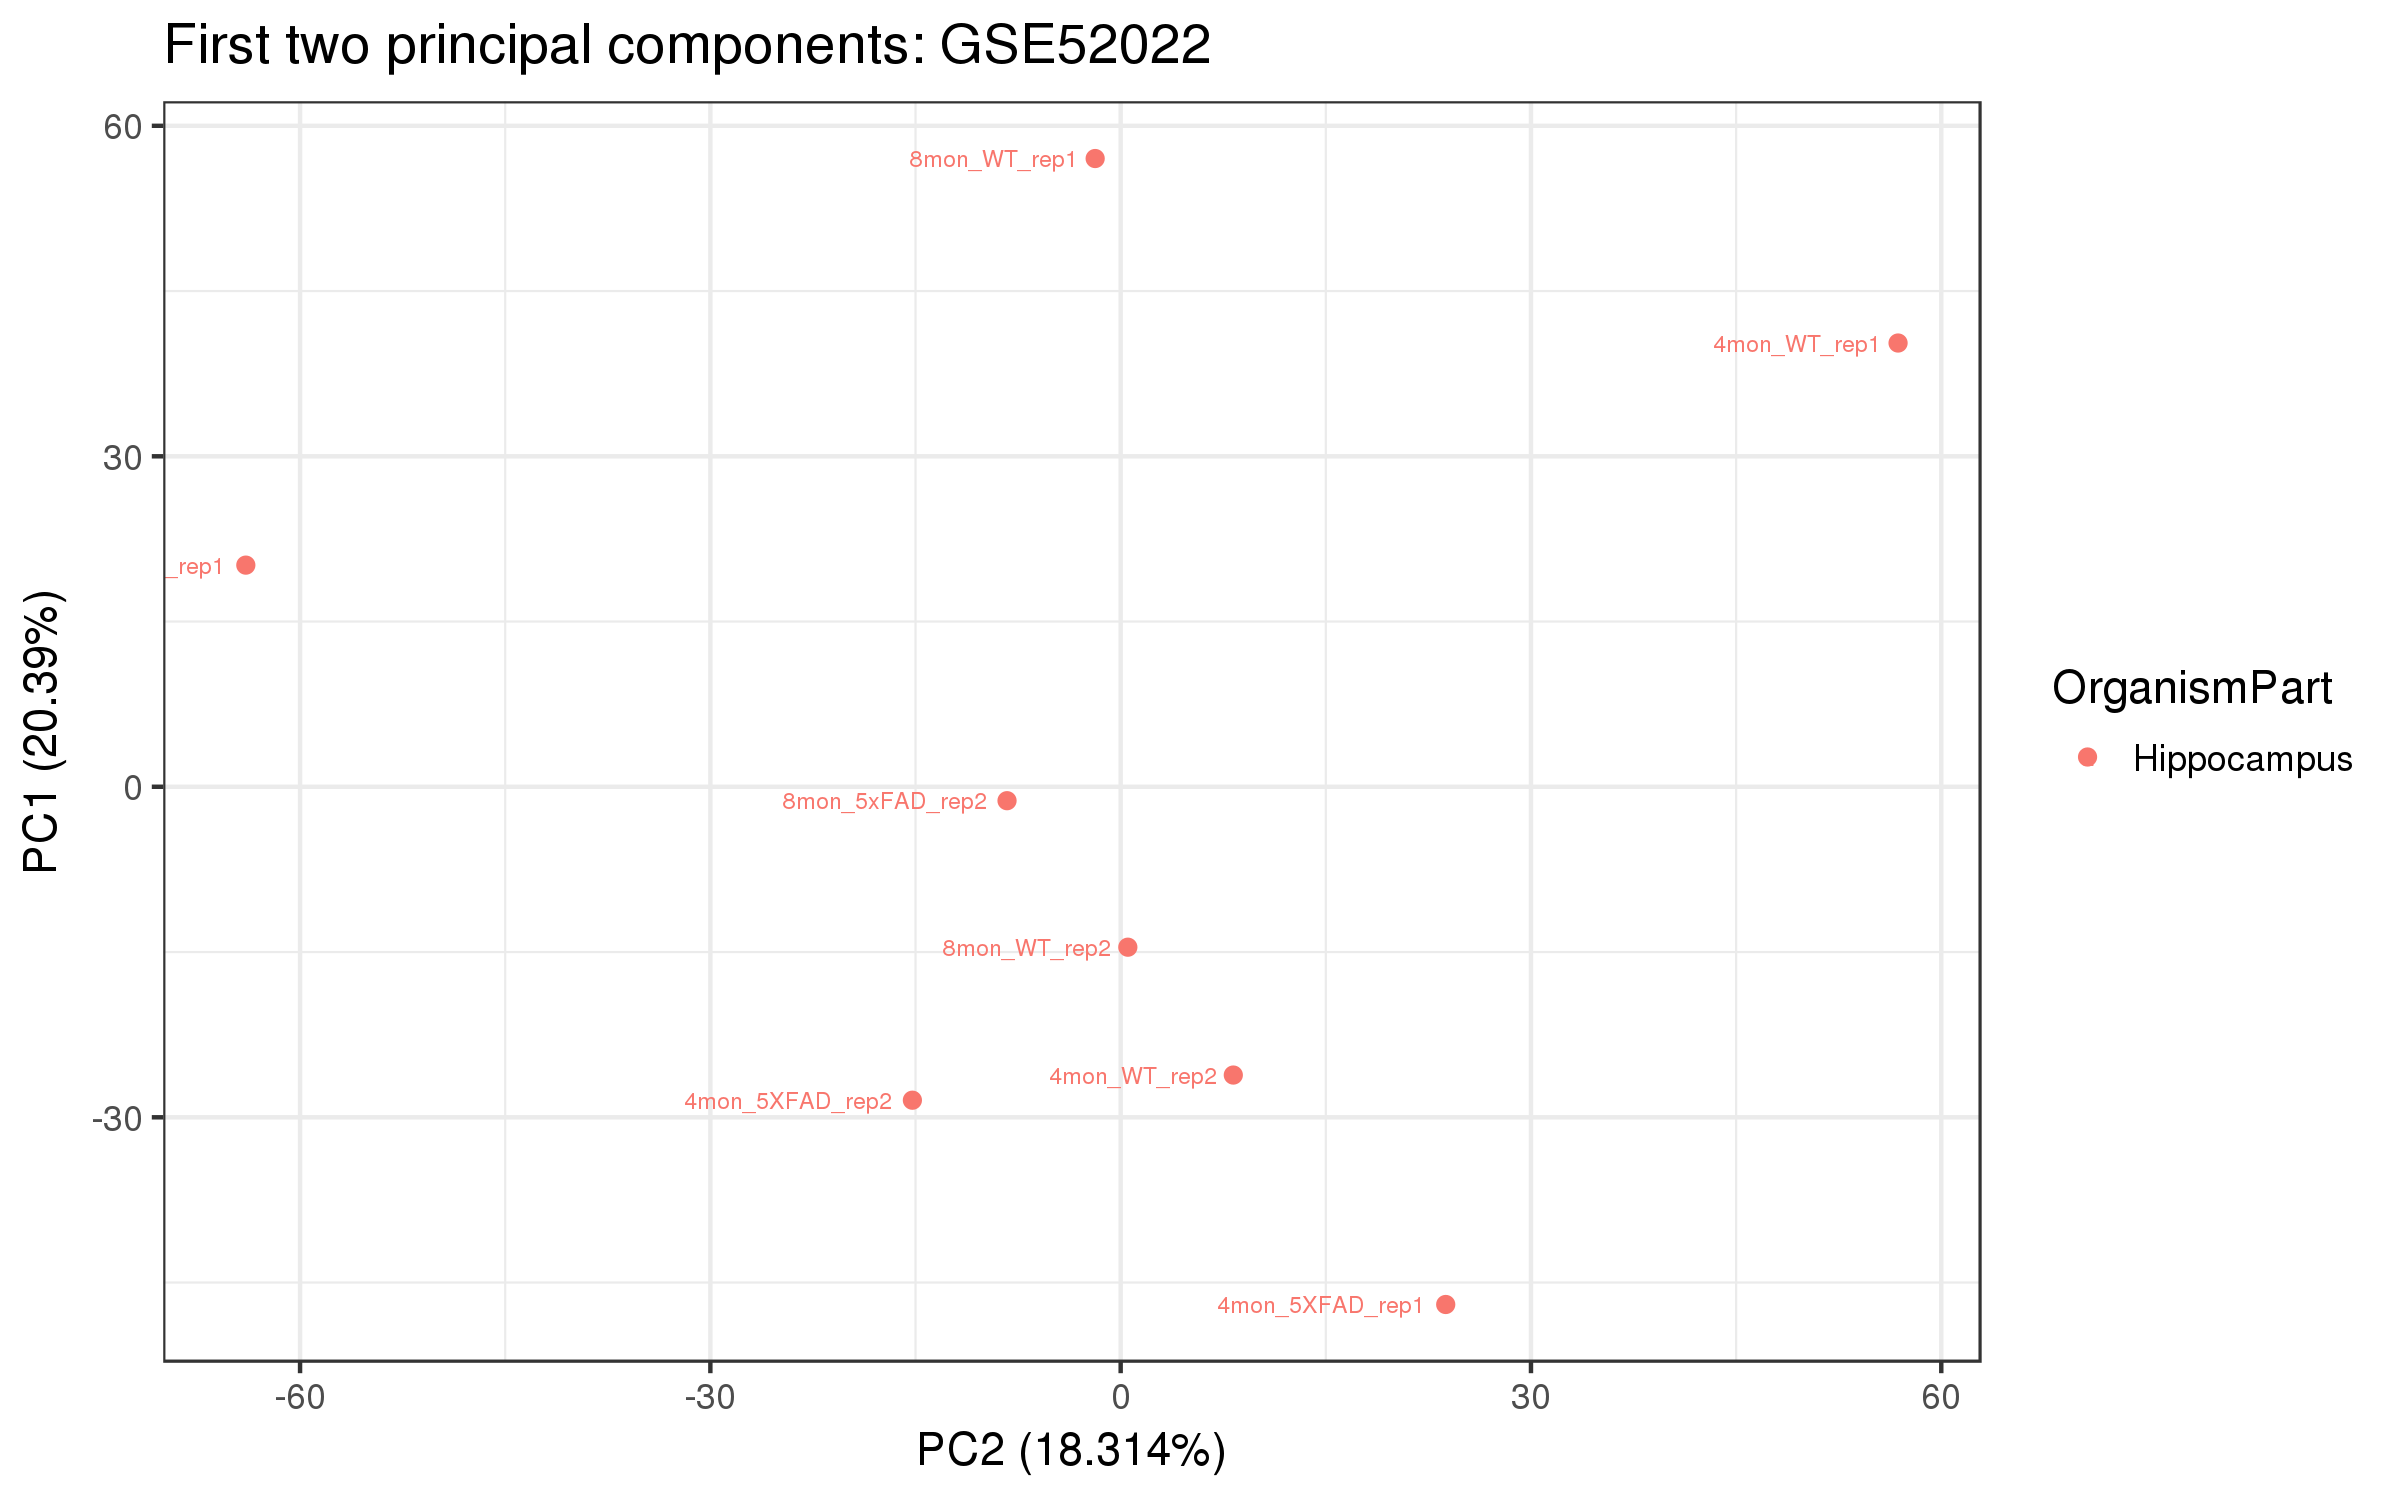 First two principal components: GSE52022
60
30
0
-30
PC1 (20.39%)
8mon_WT_rep1
4mon_WT_rep1
_rep1
8mon_5xFAD_rep2
8mon_WT_rep2
4mon_WT_rep2
4mon_5XFAD_rep2
4mon_5XFAD_rep1
-60
-30
0
30
60
PC2 (18.314%)
OrganismPart
Hippocampus